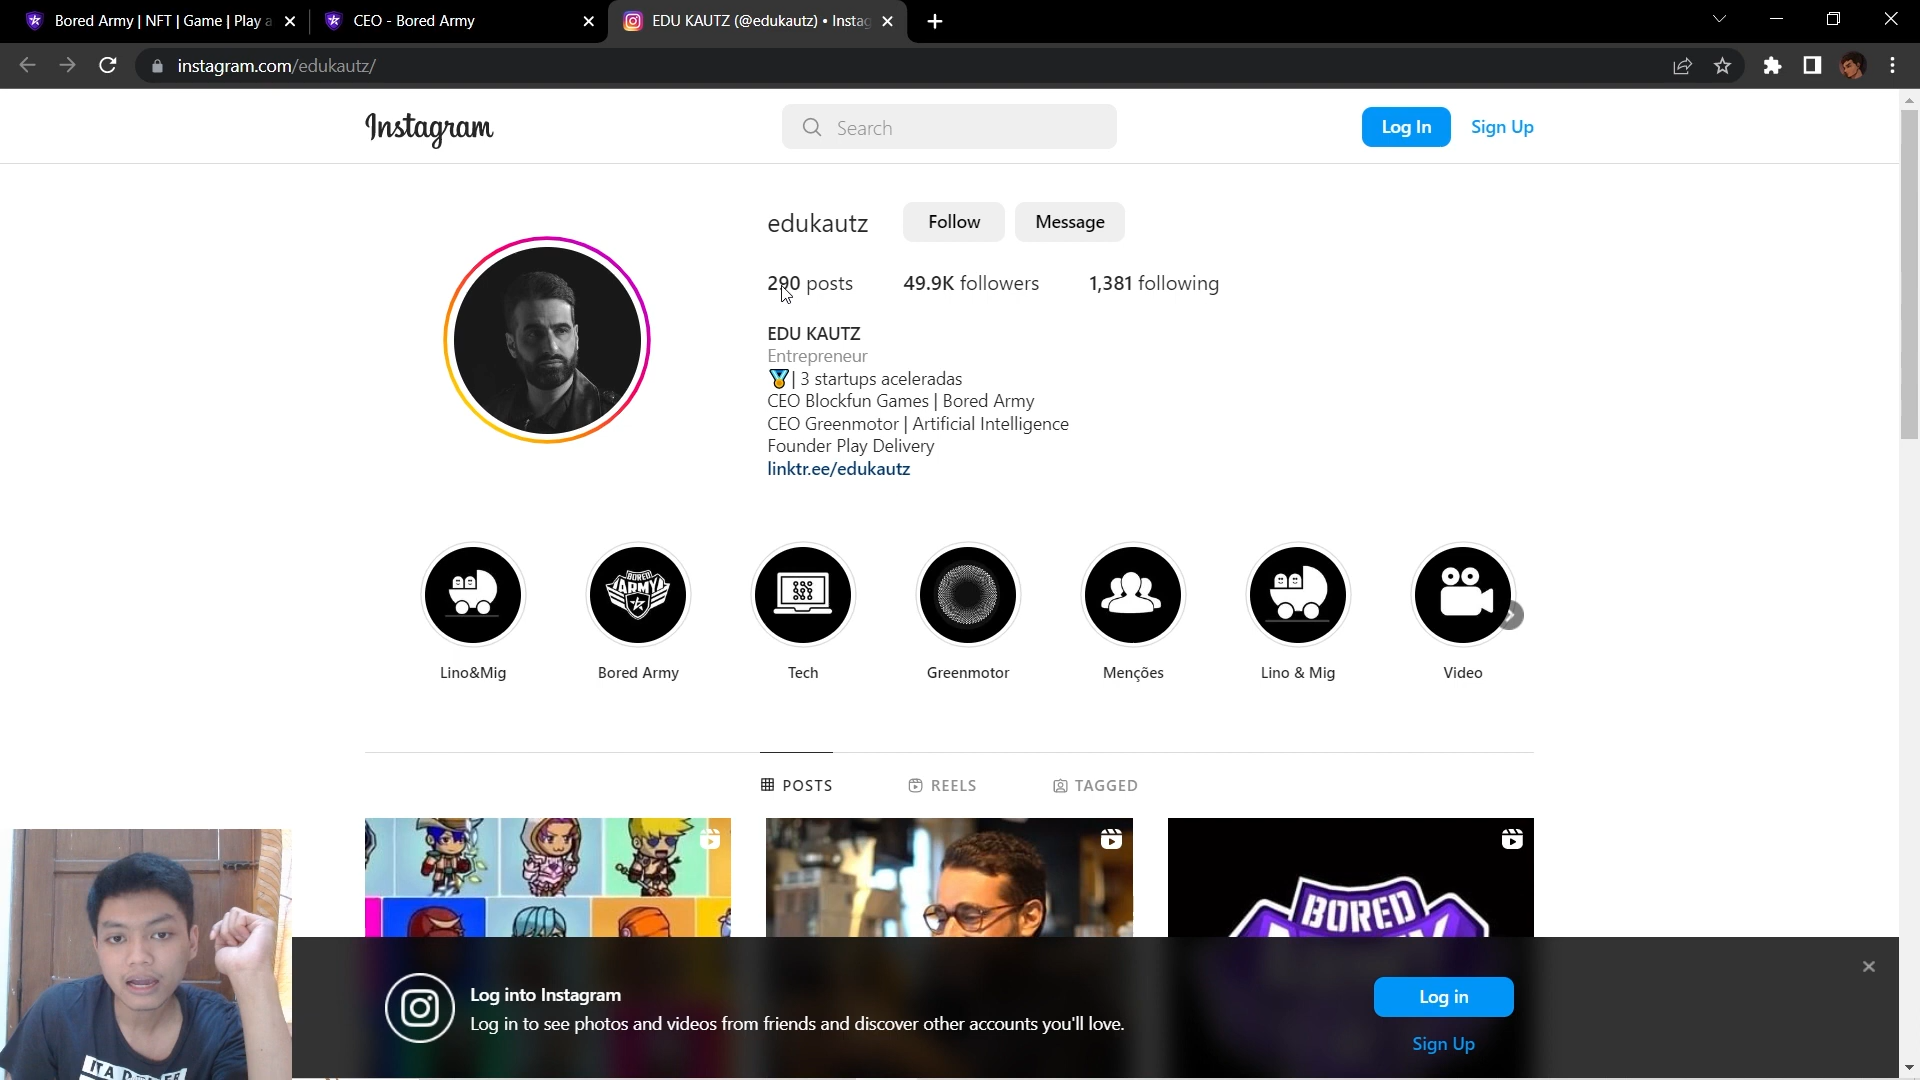 Bored Army | NFT | Game | Play a
CEO - Bored Army
EDU KAUTZ (@edukautz) • Instag
instagram.com/edukautz/
Instagram
Search
Log In
Sign Up
edukautz
Follow
Message
290 posts
49.9K followers
1,381 following
EDU KAUTZ
Entrepreneur
🏅| 3 startups aceleradas
CEO Blockfun Games | Bored Army
CEO Greenmotor | Artificial Intelligence
Founder Play Delivery
linktr.ee/edukautz
BORED
ARMY
Lino&Mig
Bored Army
Tech
Greenmotor
Menções
Lino & Mig
Video
POSTS
REELS
TAGGED
BORED
Log into Instagram
Log in to see photos and videos from friends and discover other accounts you'll love.
Log in
Sign Up